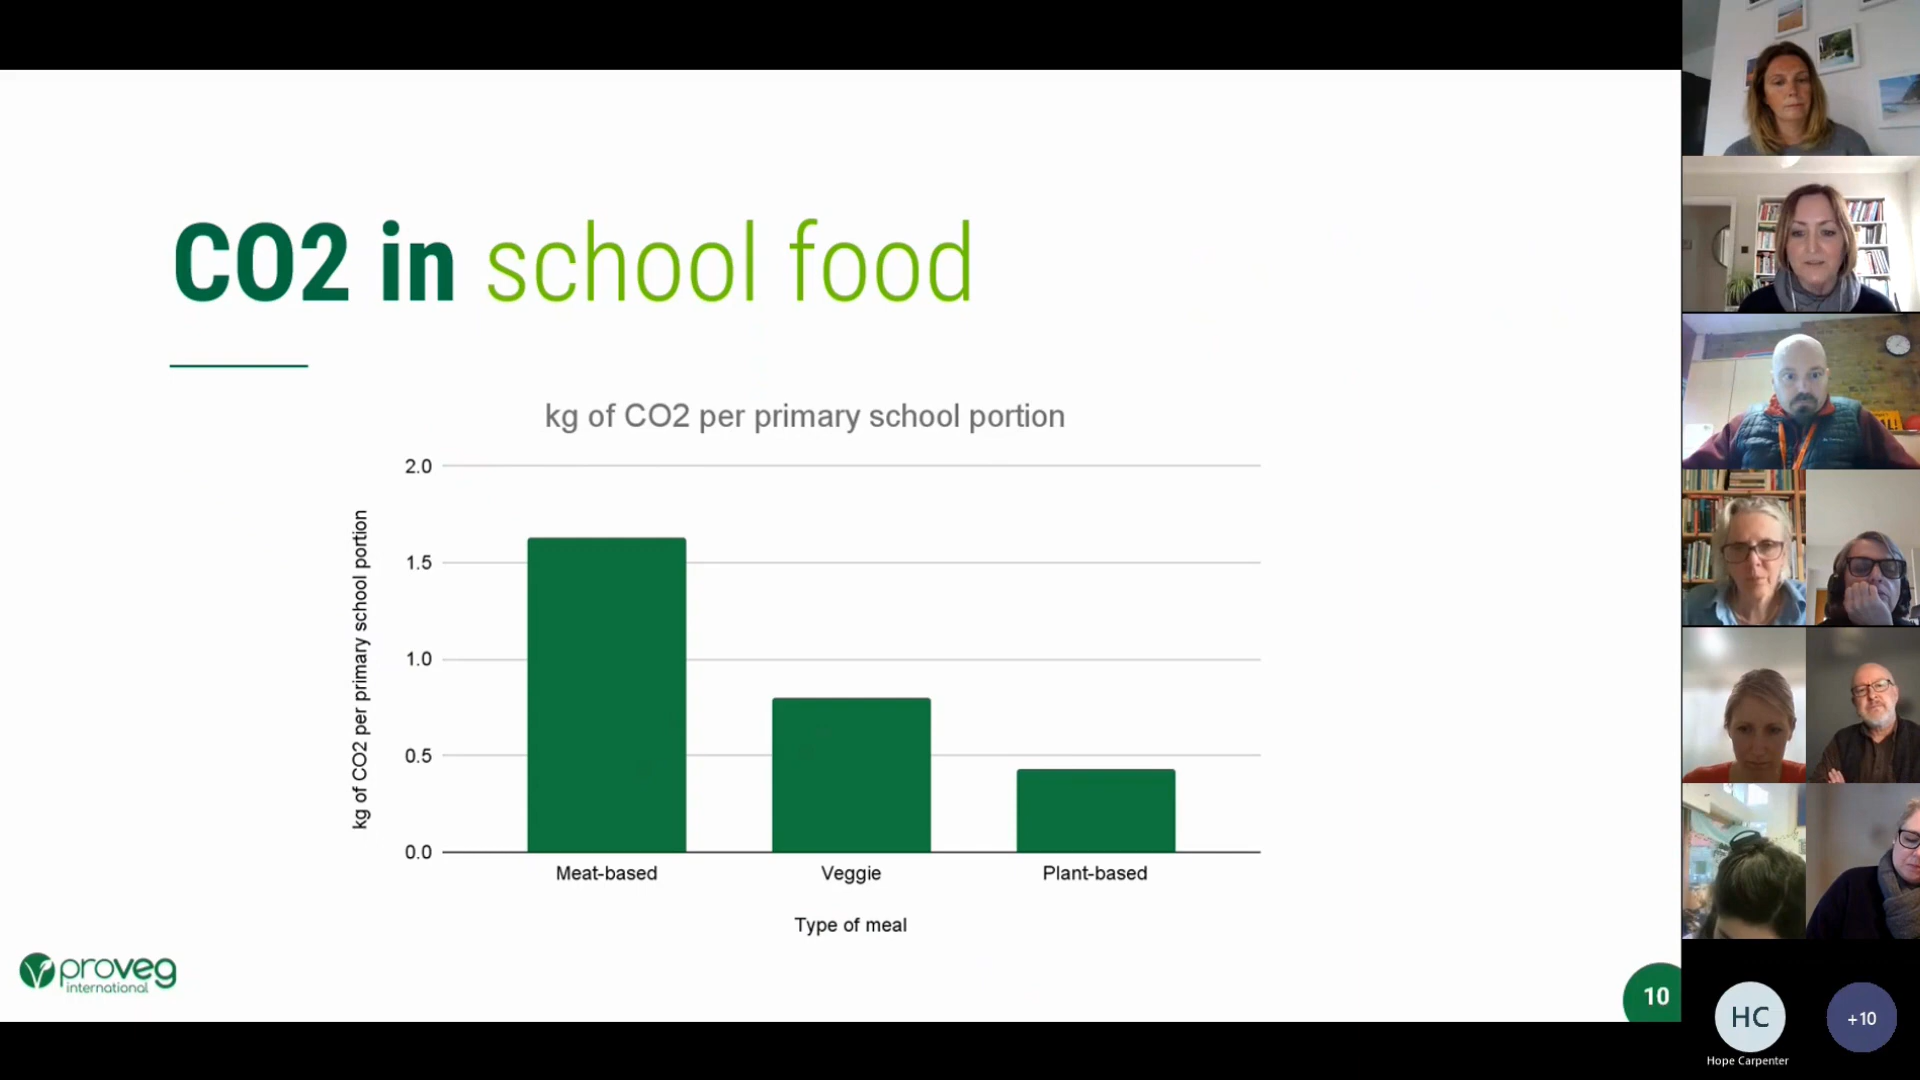 CO2 in school food
kg of CO2 per primary school portion
kg of CO2 per primary school portion
2.0
1.5
1.0
0.5
0.0
Meat-based Veggie Plant-based
Type of meal
proveg
international
10
HC
+10
Hope Carpenter